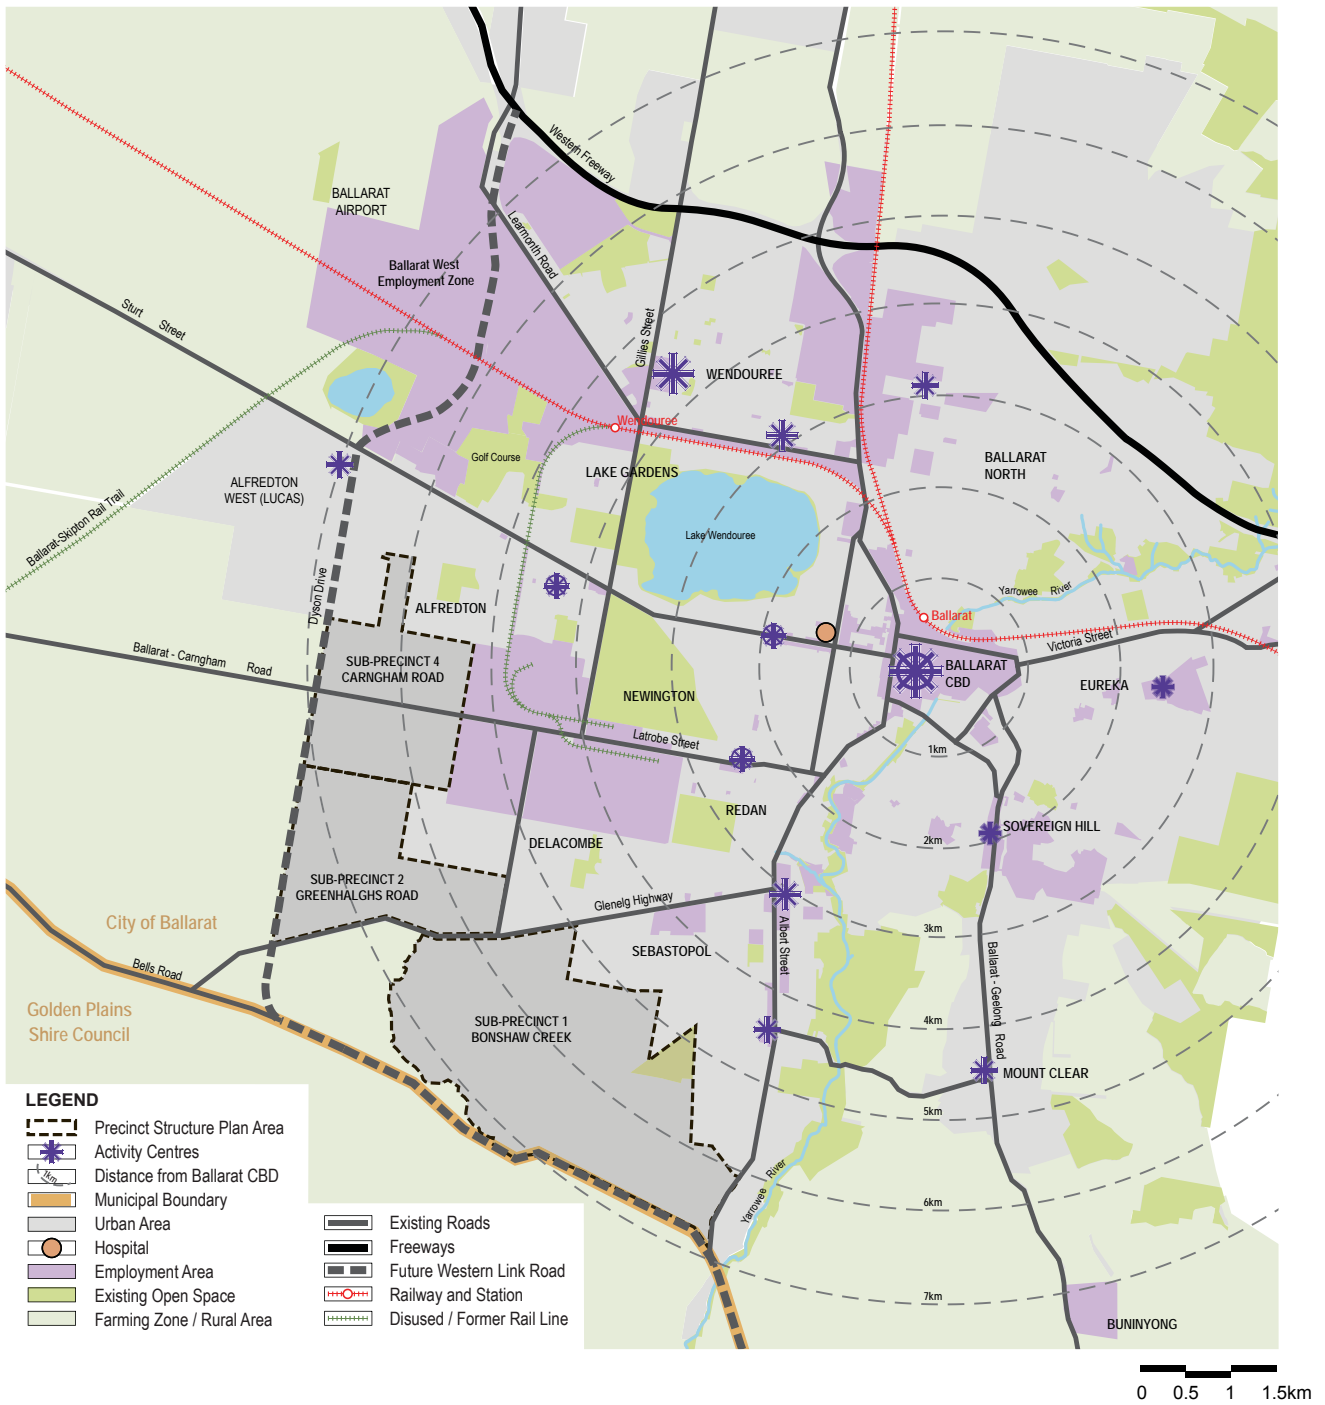 Western Freeway
BALLARAT
AIRPORT
Learmonth Road
Ballarat West
Employment Zone
Sturt Street
Gillies Street
WENDOUREE
Wendouree
Golf Course
LAKE GARDENS
BALLARAT
NORTH
ALFREDTON
WEST (LUCAS)
Ballarat-Skipton Rail Trail
Lake Wendouree
Dyson Drive
ALFREDTON
Yarrowee River
Ballarat
Victoria Street
Ballarat - Carngham Road
SUB-PRECINCT 4
CARNGHAM ROAD
BALLARAT
CBD
EUREKA
NEWINGTON
Latrobe Street
1km
REDAN
SOVEREIGN HILL
2km
DELACOMBE
SUB-PRECINCT 2
GREENHALGHS ROAD
Glenelg Highway
City of Ballarat
3km
Albert Street
SEBASTOPOL
Ballarat - Geelong Road
Bells Road
Golden Plains
Shire Council
SUB-PRECINCT 1
BONSHAW CREEK
4km
MOUNT CLEAR
5km
Yarrowee River
6km
7km
BUNINYONG
LEGEND
Precinct Structure Plan Area
Activity Centres
1km
Distance from Ballarat CBD
Municipal Boundary
Urban Area
Hospital
Employment Area
Existing Open Space
Farming Zone / Rural Area
Existing Roads
Freeways
Future Western Link Road
Railway and Station
Disused / Former Rail Line
0 0.5 1 1.5km